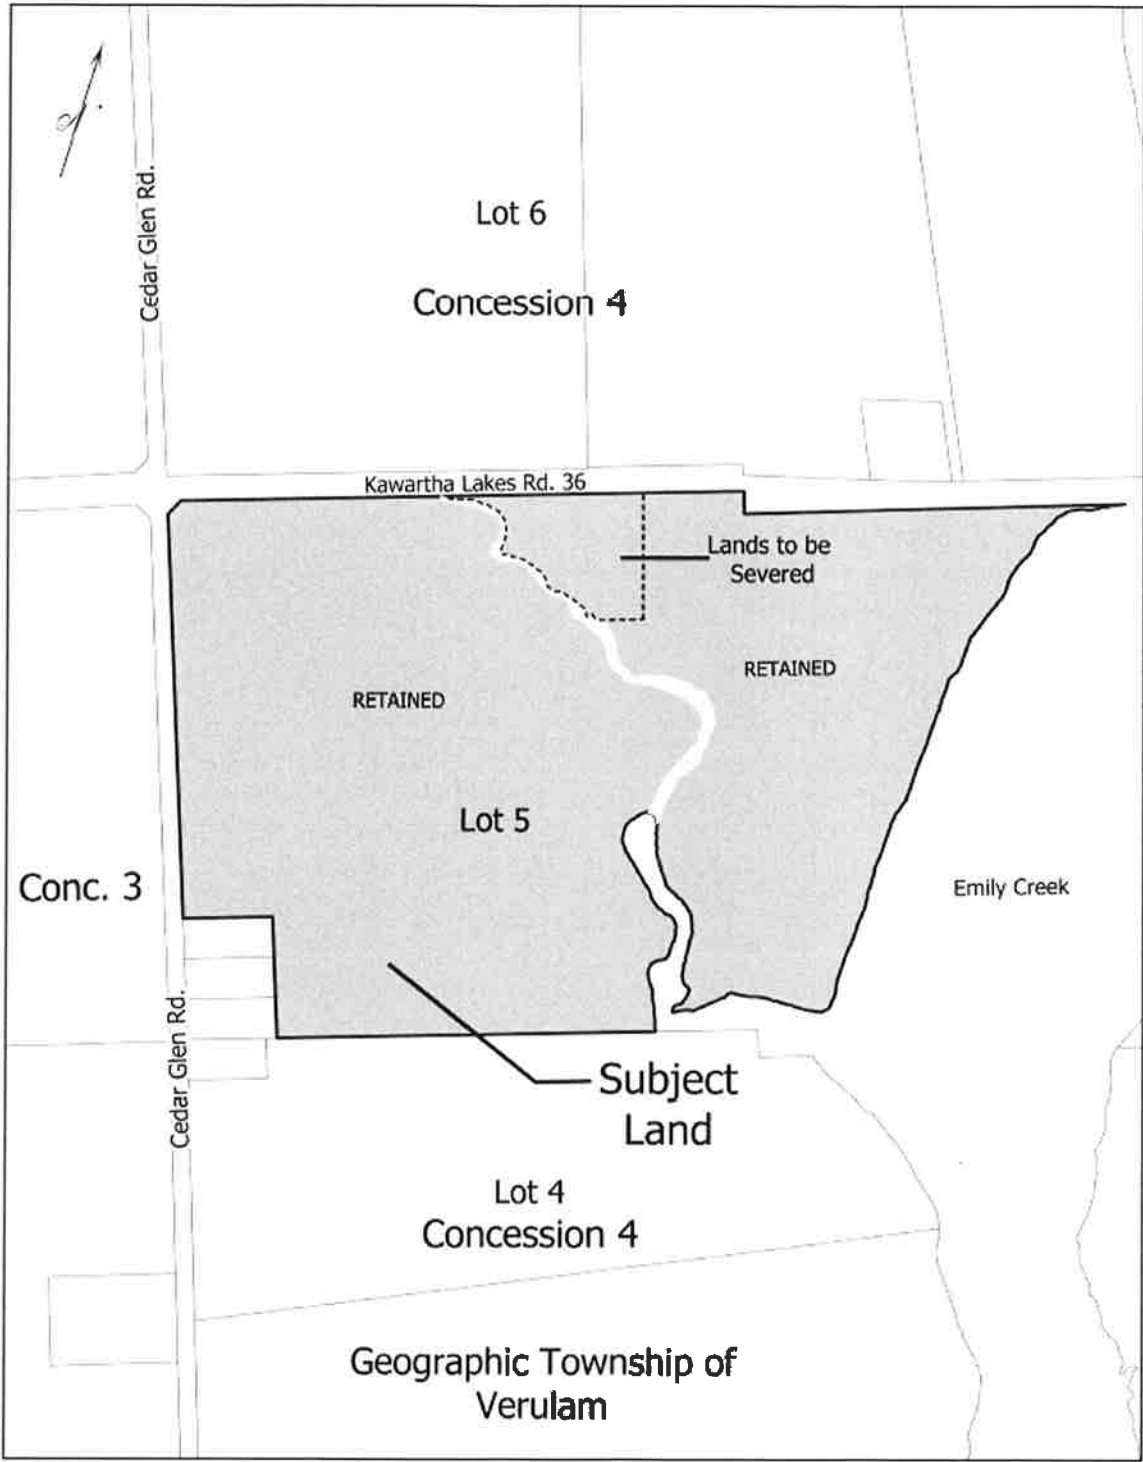 Cedar Glen Rd.
Lot 6
Concession 4
Kawartha Lakes Rd. 36
Lands to be
Severed
RETAINED
RETAINED
Lot 5
Conc. 3
Emily Creek
Cedar Glen Rd.
Subject
Land
Lot 4
Concession 4
Geographic Township of
Verulam